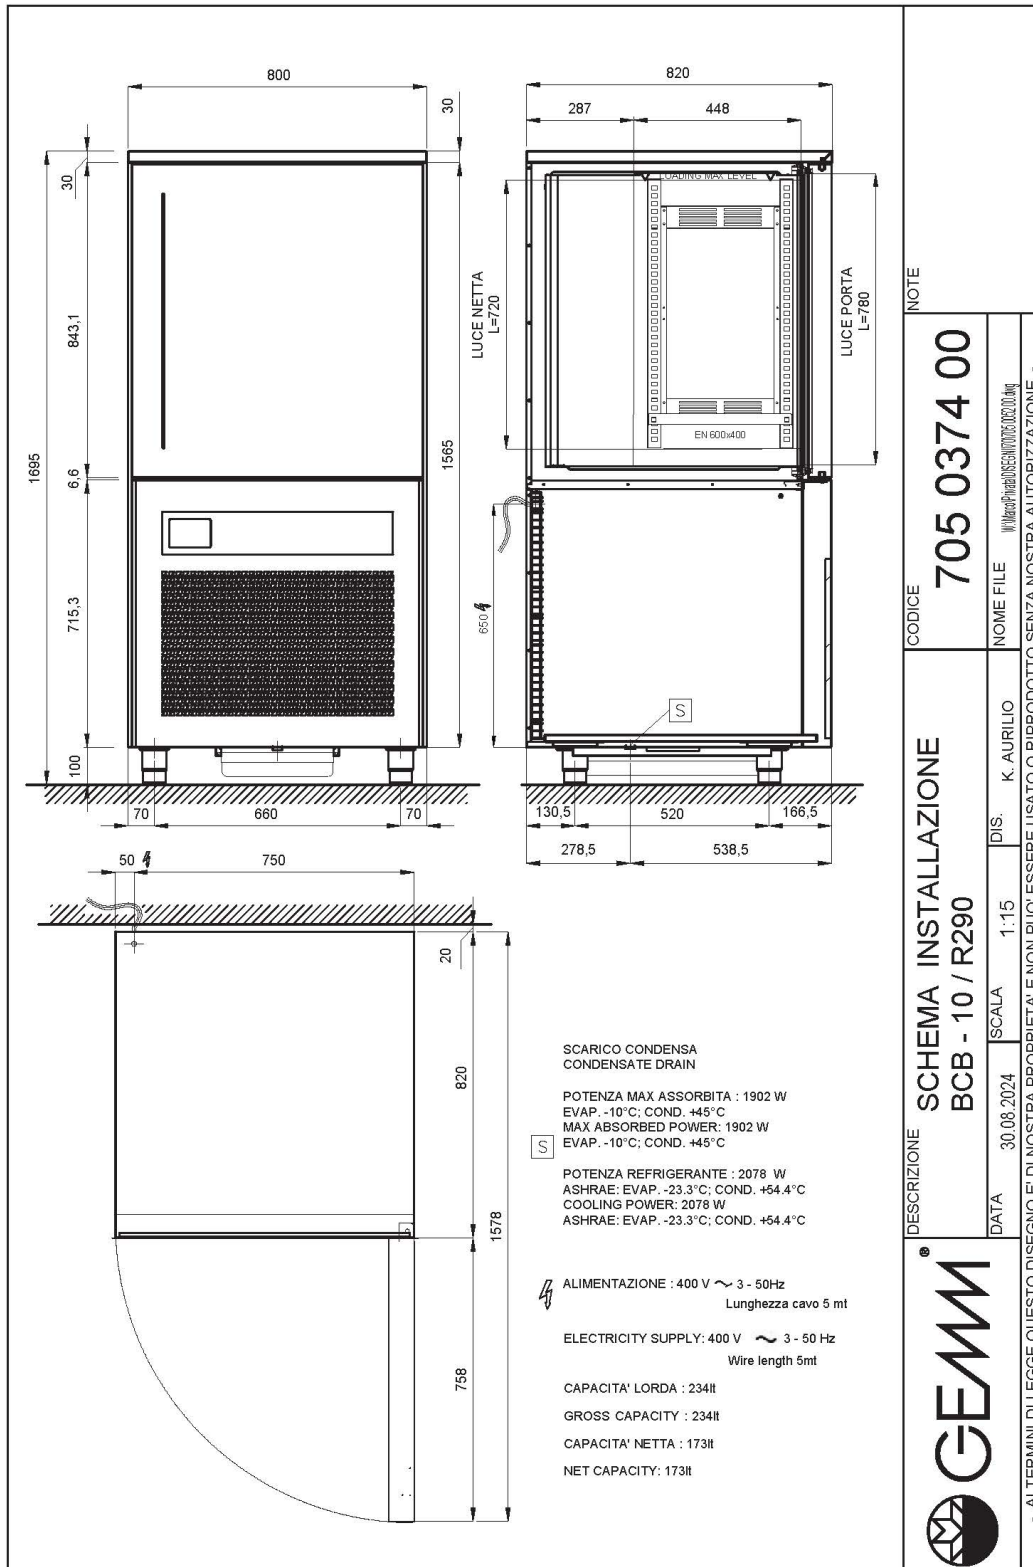 800
30
30
843,1
6,6
715,3
100
1695
1565
70
660
70
820
287
448
LOADING MAX LEVEL
LUCE NETTA
L=720
LUCE PORTA
L=780
EN 600x400
650
S
130,5
520
166,5
278,5
538,5
50
750
20
820
1578
758
SCARICO CONDENSA
CONDENSATE DRAIN
POTENZA MAX ASSORBITA : 1902 W
EVAP. -10°C; COND. +45°C
MAX ABSORBED POWER: 1902 W
EVAP. -10°C; COND. +45°C
S
POTENZA REFRIGERANTE : 2078 W
ASHRAE: EVAP. -23.3°C; COND. +54.4°C
COOLING POWER: 2078 W
ASHRAE: EVAP. -23.3°C; COND. +54.4°C
ALIMENTAZIONE : 400 V ~ 3 - 50Hz
Lunghezza cavo 5 mt
ELECTRICITY SUPPLY: 400 V ~ 3 - 50 Hz
Wire length 5mt
CAPACITA' LORDA : 234lt
GROSS CAPACITY : 234lt
CAPACITA' NETTA : 173lt
NET CAPACITY: 173lt
GEMM®
DESCRIZIONE
SCHEMA INSTALLAZIONE
BCB - 10 / R290
CODICE
705 0374 00
NOTE
DATA
30.08.2024
SCALA
1:15
DIS.
K. AURILIO
NOME FILE
A' TERMINI DI LEGGE QUESTO DISEGNO E' DI NOSTRA PROPRIETA' E NON PUO' ESSERE USATO O RIPRODOTTO SENZA NOSTRA AUTORIZZAZIONE